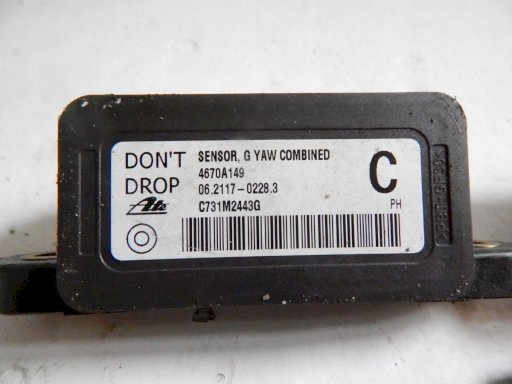 DON'T
DROP
SENSOR, G YAW COMBINED
4670A149
06.2117-0228.3
C731M2443G
Ate
C
PH